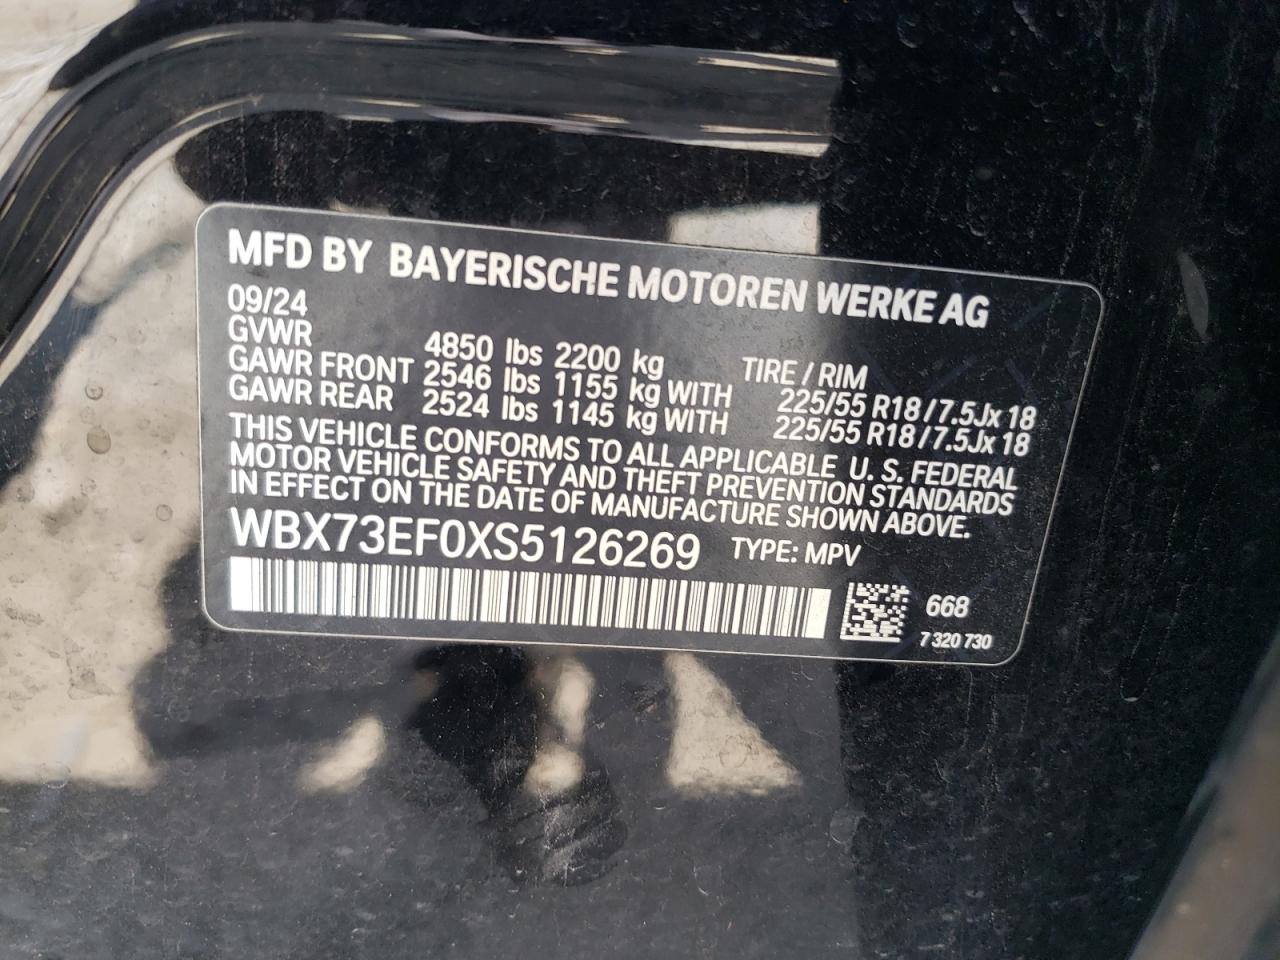 MFD BY BAYERISCHE MOTOREN WERKE AG
09/24
GVWR 4850 lbs 2200 kg TIRE / RIM
GAWR FRONT 2546 lbs 1155 kg WITH 225/55 R18 / 7.5Jx 18
GAWR REAR 2524 lbs 1145 kg WITH 225/55 R18 / 7.5Jx 18
THIS VEHICLE CONFORMS TO ALL APPLICABLE U. S. FEDERAL
MOTOR VEHICLE SAFETY AND THEFT PREVENTION STANDARDS
IN EFFECT ON THE DATE OF MANUFACTURE SHOWN ABOVE.
WBX73EF0XS5126269 TYPE: MPV
668
7 320 730